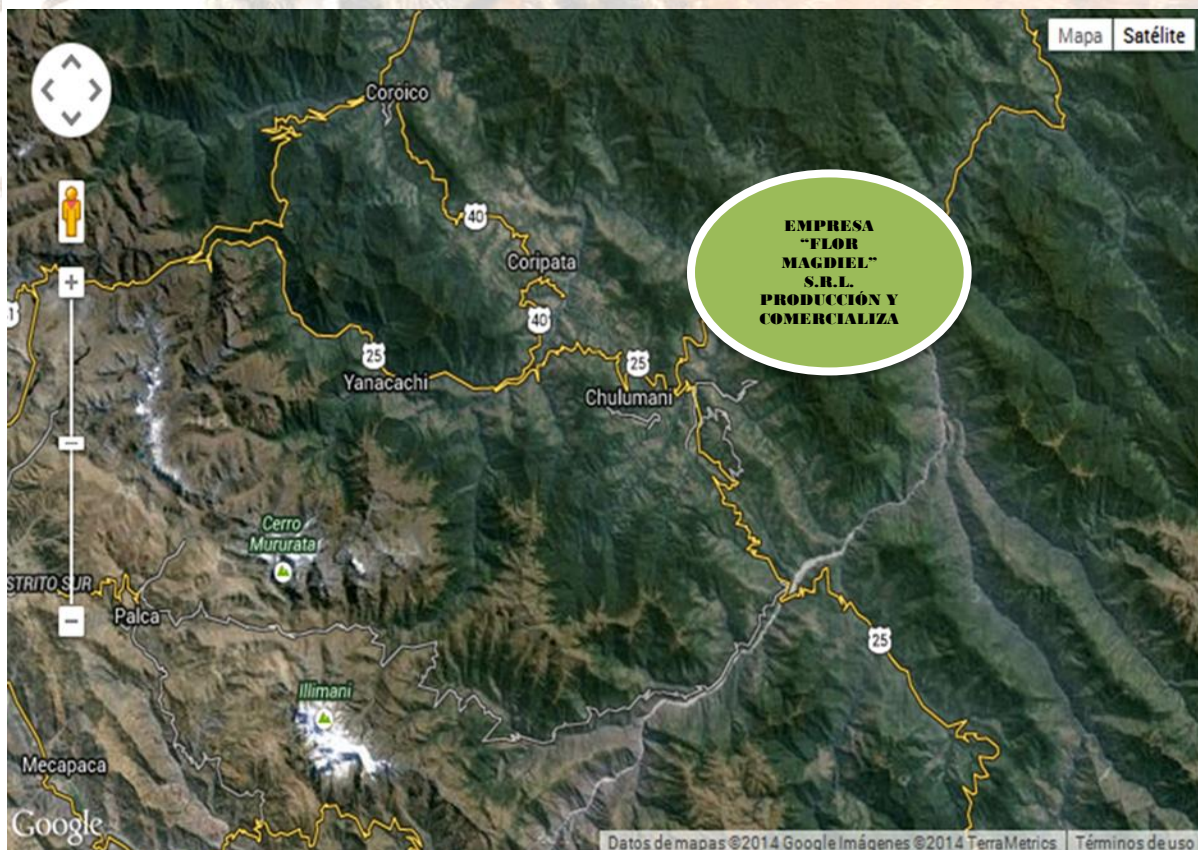 Mapa Satélite
Coroico
40
EMPRESA
“FLOR
MAGDIEL”
S.R.L.
PRODUCCIÓN Y
COMERCIALIZA
Coripata
40
25
25
Yanacachi
Chulumani
Cerro
Mururata
STRITO SUR
Palca
25
Illimani
Mecapaca
Google
Datos de mapas ©2014 Google Imágenes ©2014 TerraMetrics Términos de uso